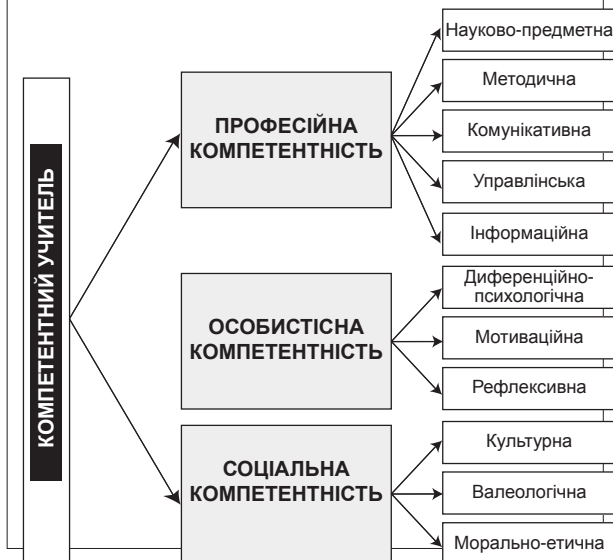 КОМПЕТЕНТНИЙ УЧИТЕЛЬ
ПРОФЕСІЙНА
КОМПЕТЕНТНІСТЬ
Науково-предметна
Методична
Комунікативна
Управлінська
Інформаційна
ОСОБИСТІСНА
КОМПЕТЕНТНІСТЬ
Диференційно-
психологічна
Мотиваційна
Рефлексивна
СОЦІАЛЬНА
КОМПЕТЕНТНІСТЬ
Культурна
Валеологічна
Морально-етична